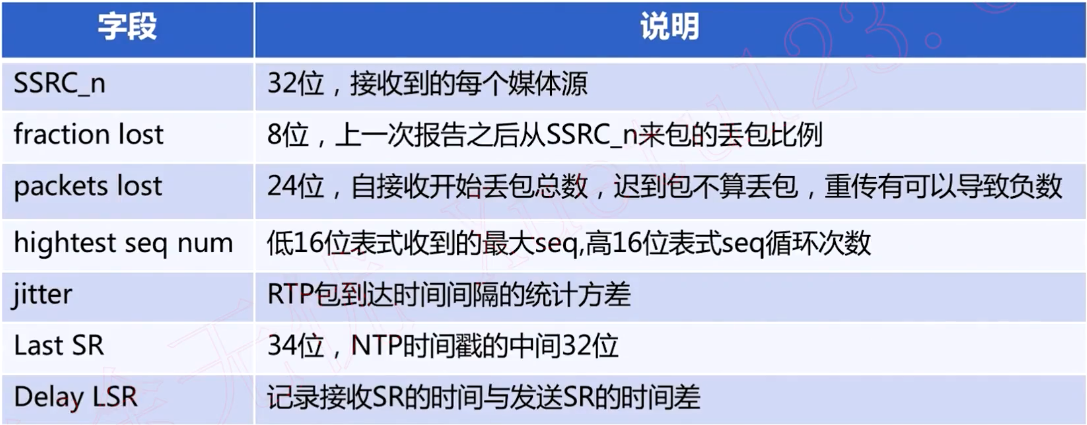 字段 说明
SSRC_n 32位，接收到的每个媒体源
fraction lost 8位，上一次报告之后从SSRC_n来包的丢包比例
packets lost 24位，自接收开始丢包总数，迟到包不算丢包，重传有可以导致负数
hightest seq num 低16位表式收到的最大seq,高16位表式seq循环次数
jitter RTP包到达时间间隔的统计方差
Last SR 34位，NTP时间戳的中间32位
Delay LSR 记录接收SR的时间与发送SR的时间差